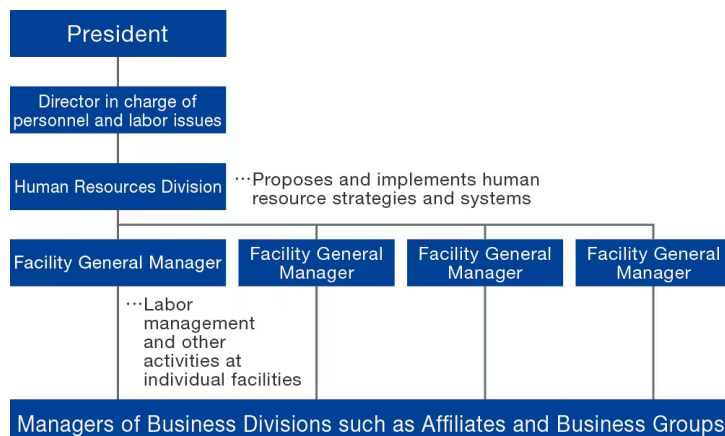 President
Director in charge of
personnel and labor issues
Human Resources Division
…Proposes and implements human
resource strategies and systems
Facility General Manager
Facility General
Manager
Facility General
Manager
Facility General
Manager
…Labor
management
and other
activities at
individual facilities
Managers of Business Divisions such as Affiliates and Business Groups